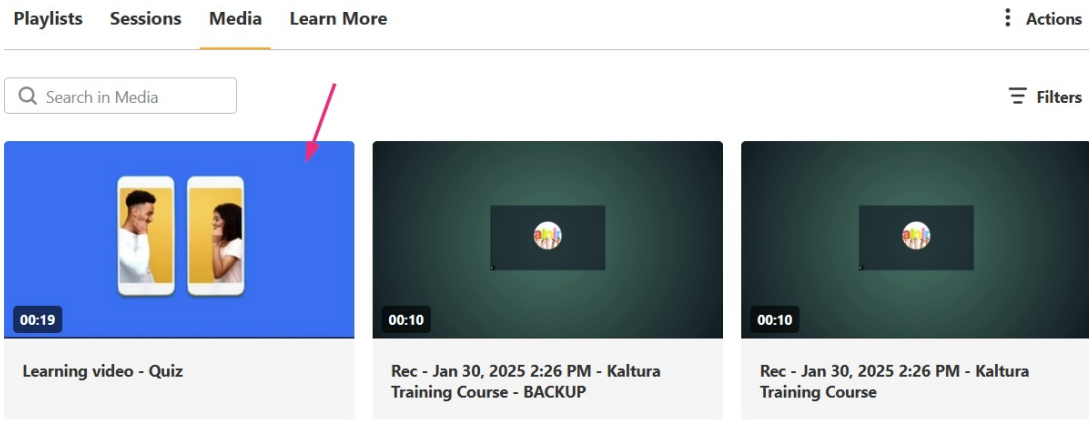 Playlists Sessions Media Learn More Actions
Search in Media Filters
00:19 00:10 00:10
Learning video - Quiz
Rec - Jan 30, 2025 2:26 PM - Kaltura
Training Course - BACKUP
Rec - Jan 30, 2025 2:26 PM - Kaltura
Training Course